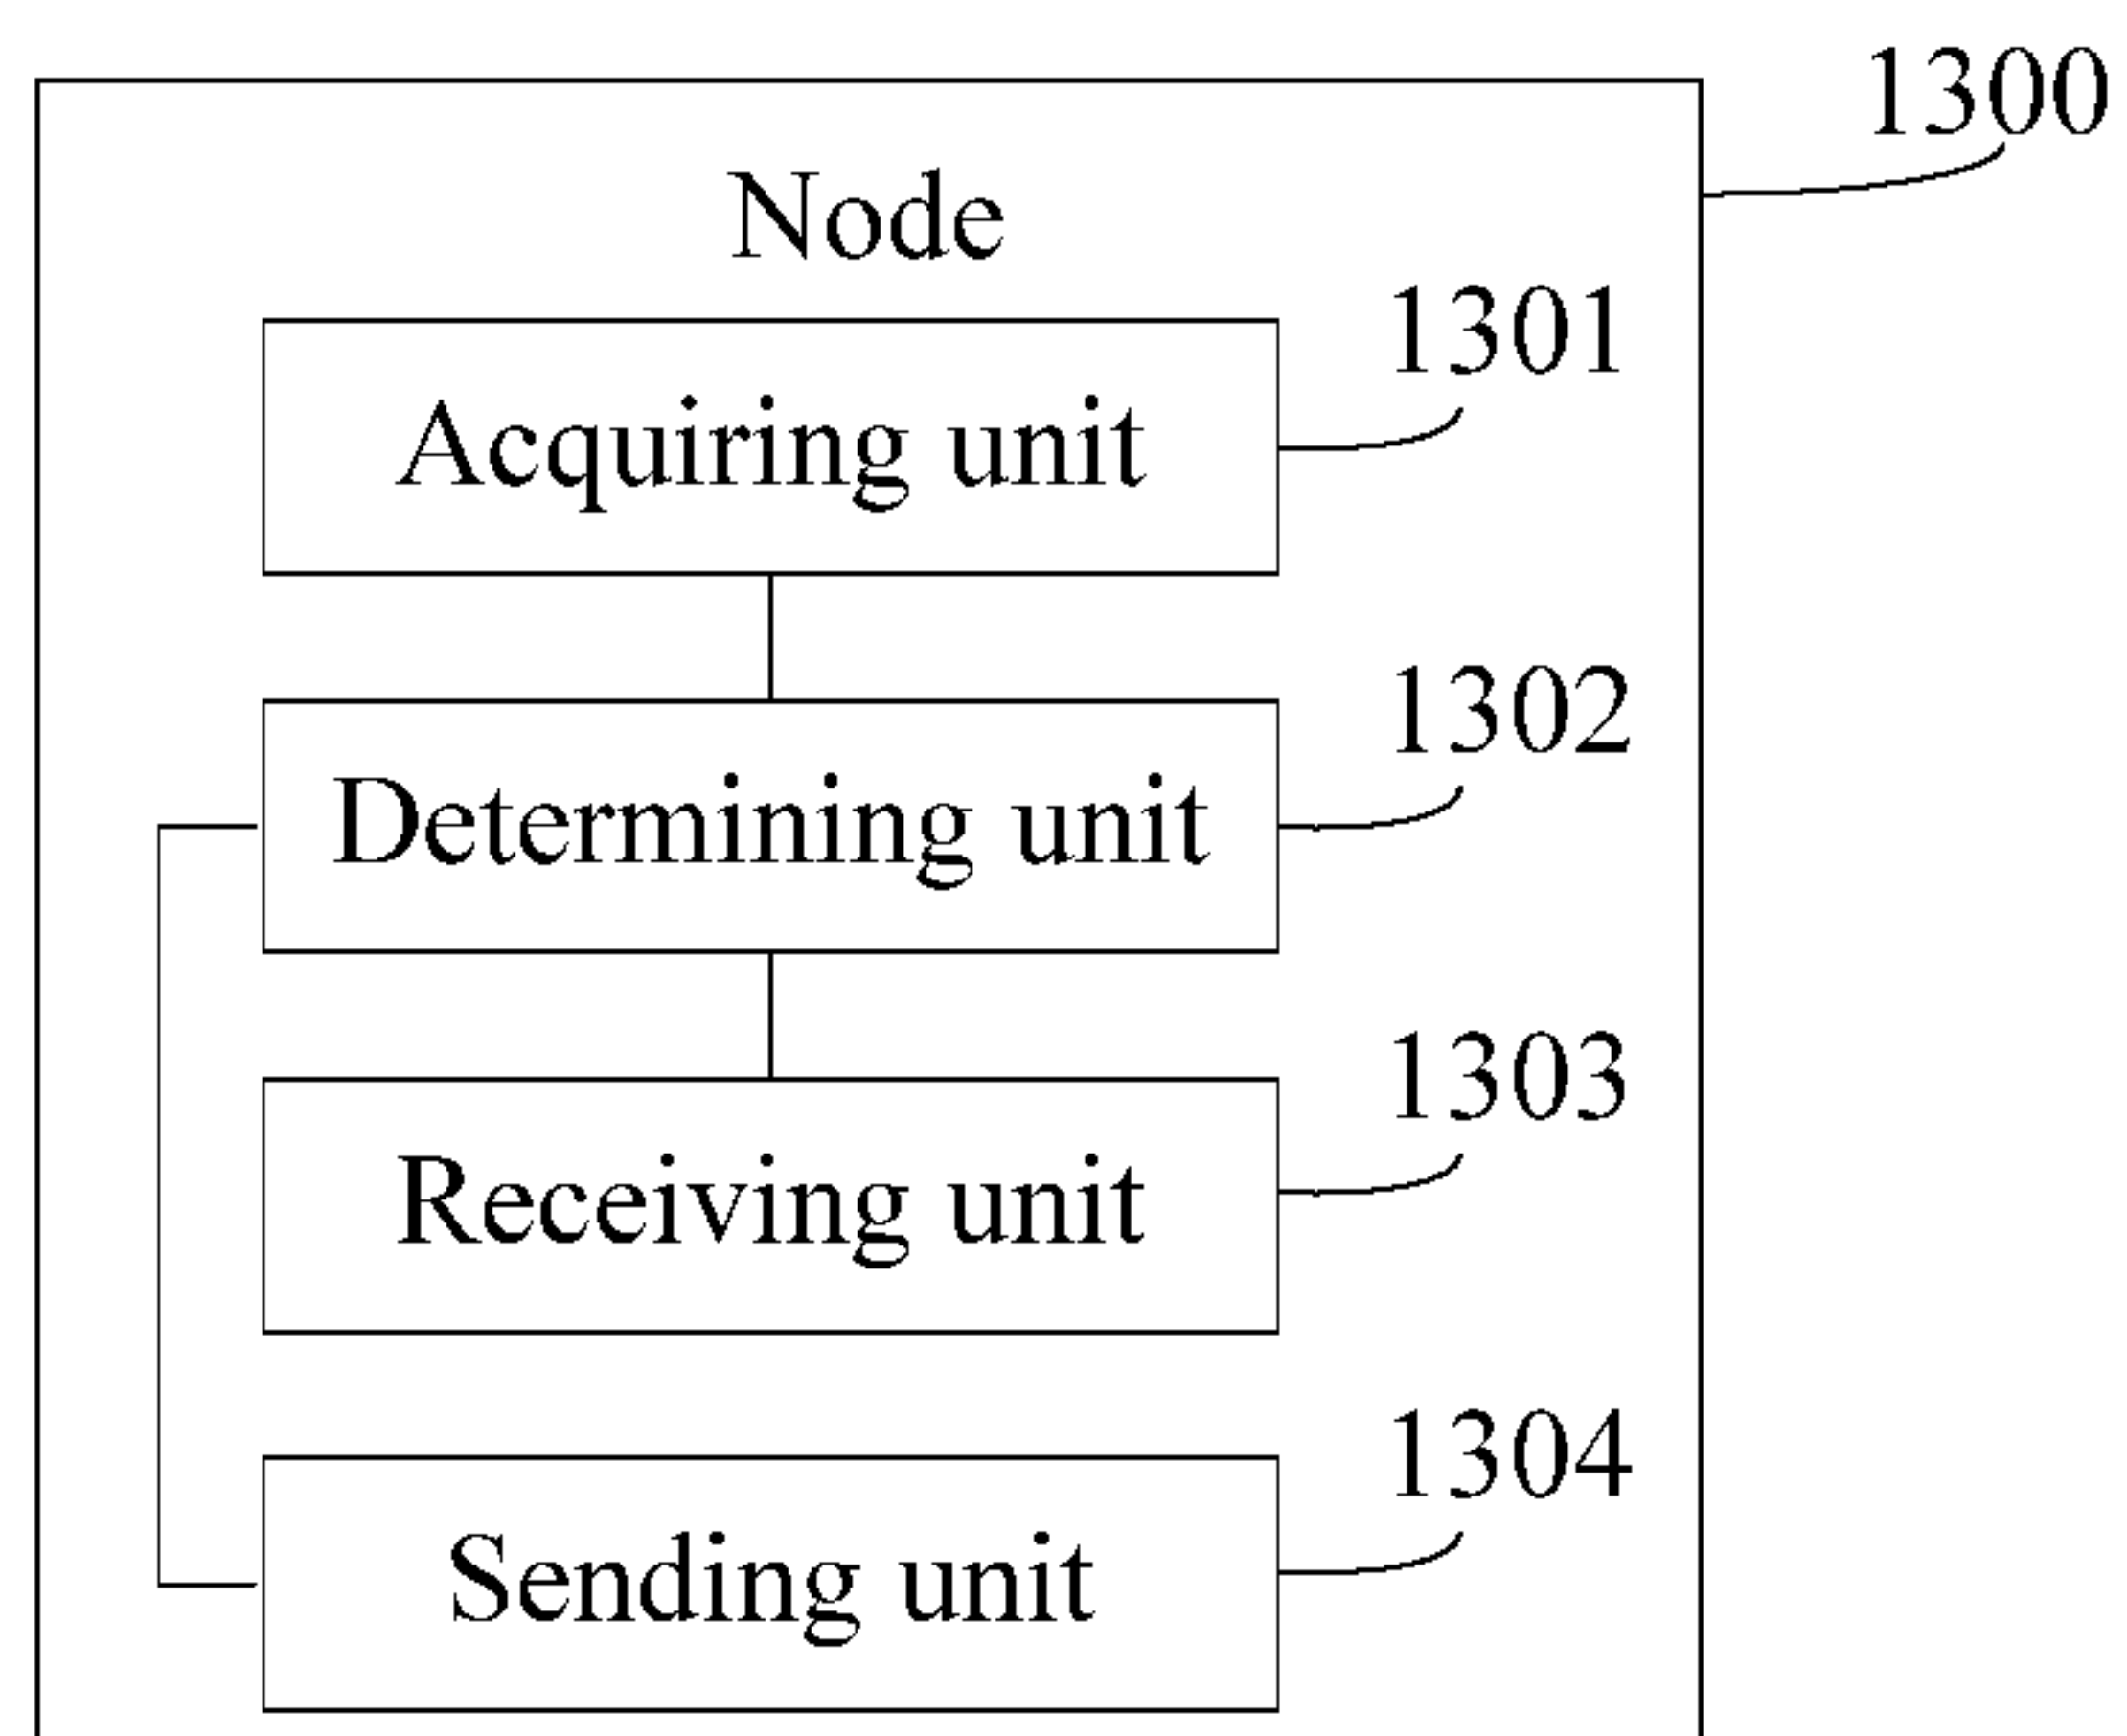 1300
Node
1301
Acquiring unit
1302
Determining unit
1303
Receiving unit
1304
Sending unit